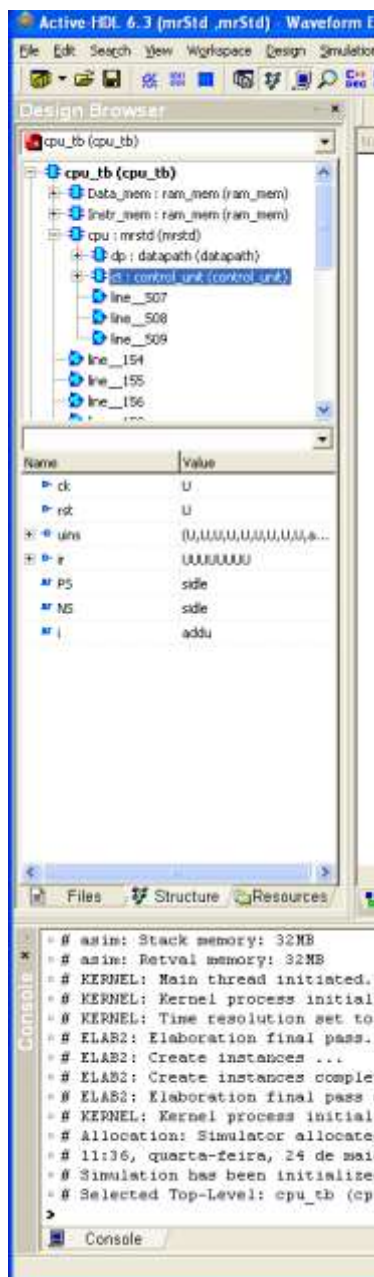 Active-HDL 6.3 (mrStd ,mrStd) - Waveform E
File Edit Search View Workspace Design Simulation
Design Browser
cpu_tb (cpu_tb)
cpu_tb (cpu_tb)
Data_mem : ram_mem (ram_mem)
Instr_mem : ram_mem (ram_mem)
cpu : mrstd (mrstd)
dp : datapath (datapath)
ct : control_unit (control_unit)
line__507
line__508
line__509
line__154
line__155
line__156
Name Value
ck U
rst U
uins (U,U,U,U,U,U,U,U,U,a...
ir UUUUUUUU
PS sidle
NS sidle
i addu
Files Structure Resources
Console
# asim: Stack memory: 32MB
# asim: Retval memory: 32MB
# KERNEL: Main thread initiated.
# KERNEL: Kernel process initial
# KERNEL: Time resolution set to
# ELAB2: Elaboration final pass.
# ELAB2: Create instances ...
# ELAB2: Create instances comple
# ELAB2: Elaboration final pass
# KERNEL: Kernel process initial
# Allocation: Simulator allocate
# 11:36, quarta-feira, 24 de mai
# Simulation has been initialize
# Selected Top-Level: cpu_tb (cp
>
Console